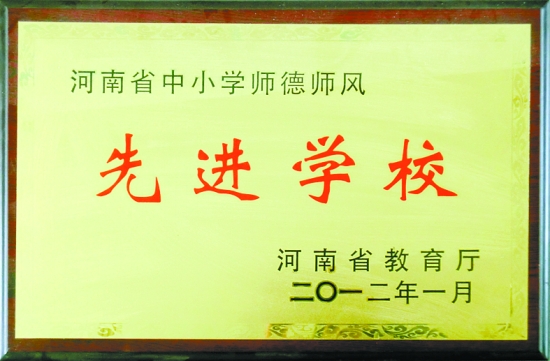 河南省中小学师德师风
先进学校
河南省教育厅
二〇一二年一月